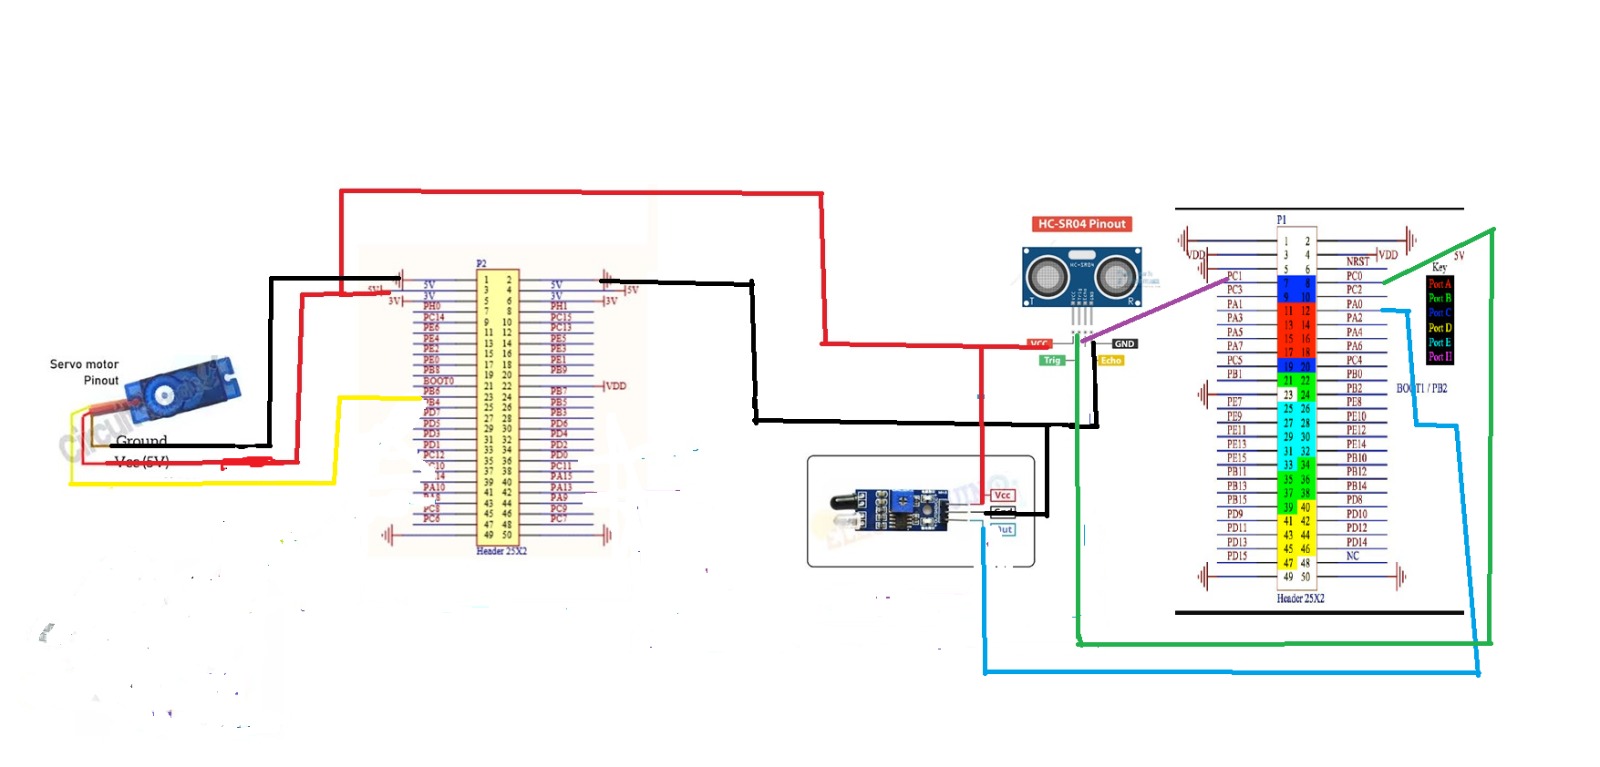 HC-SR04 Pinout
VCC
GND
Trig
Echo
T
R
Servo motor
Pinout
Ground
Vcc (5V)
P2
1 2
5V 3 4 5V
5V 5V
3V 5 6 3V
3V 3V
PH0 7 8 PH1
PC14 9 10 PC15
PE6 11 12 PC13
PE4 13 14 PE5
PE2 15 16 PE3
PE0 17 18 PE1
PB8 19 20 PB9
BOOT0 21 22 VDD
PB6 23 24 PB7
PB4 25 26 PB5
PD7 27 28 PB3
PD5 29 30 PD6
PD3 31 32 PD4
PD1 33 34 PD2
PC12 35 36 PD0
37 38 PC11
39 40 PA15
PA10 41 42 PA13
43 44 PA9
PC8 45 46 PC9
PC6 47 48 PC7
49 50
Header 25X2
Vcc
P1
1 2
VDD 3 4 VDD
5 6 NRST
PC1 7 8 PC0
PC3 9 10 PC2
PA1 11 12 PA0
PA3 13 14 PA2
PA5 15 16 PA4
PA7 17 18 PA6
PC5 19 20 PC4
PB1 21 22 PB0
23 24 PB2
BOOT1 / PB2
PE7 25 26 PE8
PE9 27 28 PE10
PE11 29 30 PE12
PE13 31 32 PE14
PE15 33 34 PB10
PB11 35 36 PB12
PB13 37 38 PB14
PB15 39 40 PD8
PD9 41 42 PD10
PD11 43 44 PD12
PD13 45 46 PD14
PD15 47 48 NC
49 50
Header 25X2
5V
Key
Port A
Port B
Port C
Port D
Port E
Port H